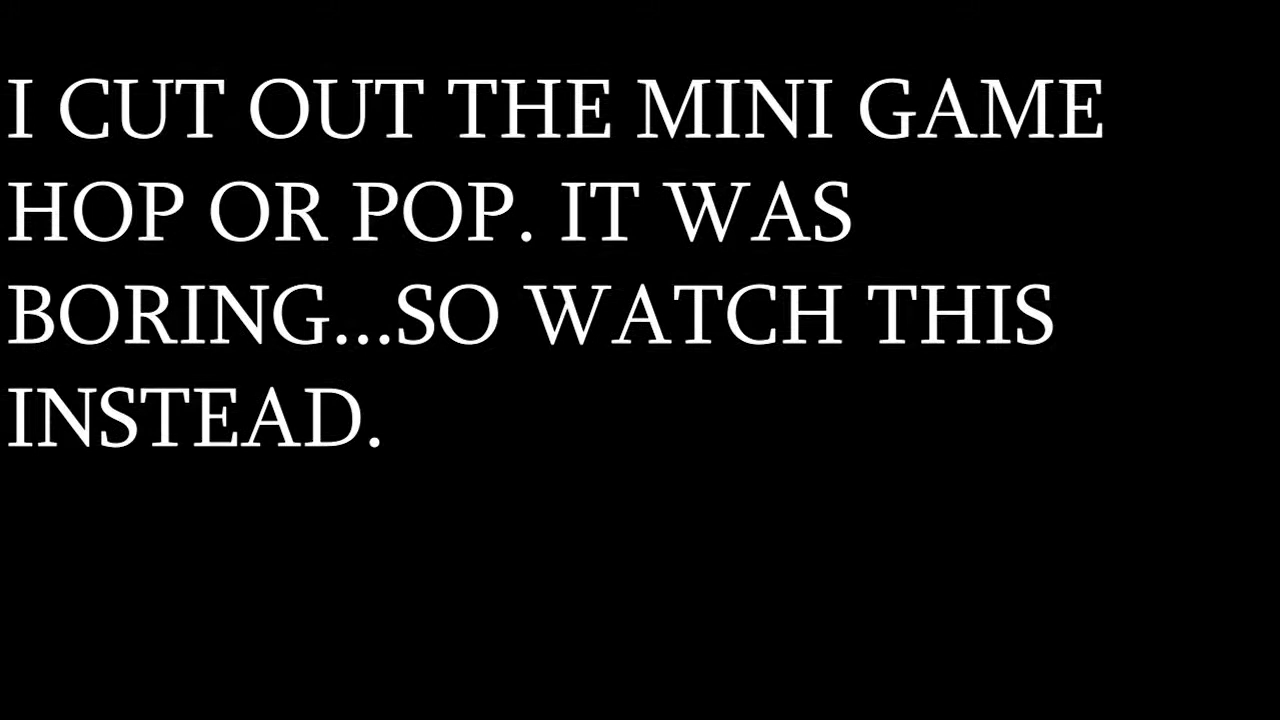 I CUT OUT THE MINI GAME
HOP OR POP. IT WAS
BORING...SO WATCH THIS
INSTEAD.